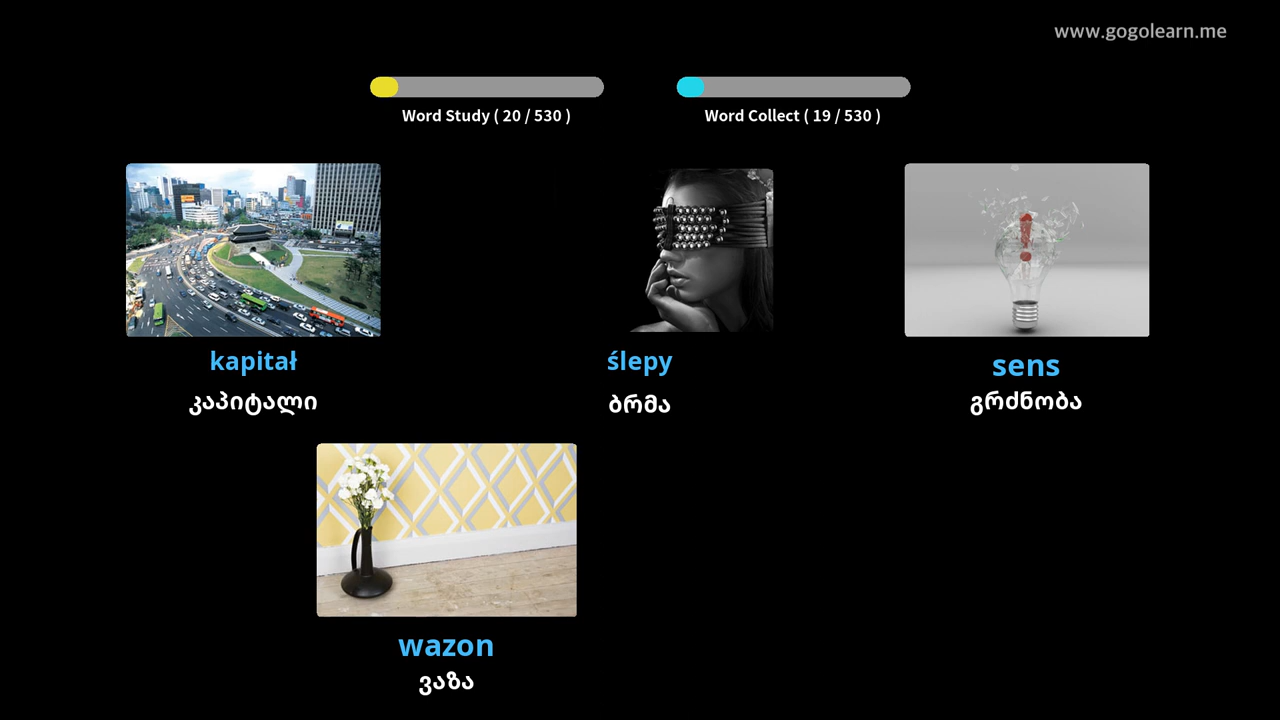 www.gogolearn.me
Word Study ( 20 / 530 )
Word Collect ( 19 / 530 )
kapitał
კაპიტალი
ślepy
ბრმა
sens
გრძნობა
wazon
ვაზა